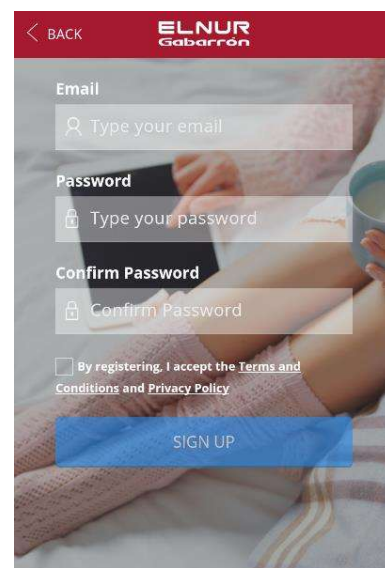 BACK
ELNUR
Gabarrón
Email
Type your email
Password
Type your password
Confirm Password
Confirm Password
By registering, I accept the Terms and
Conditions and Privacy Policy
SIGN UP